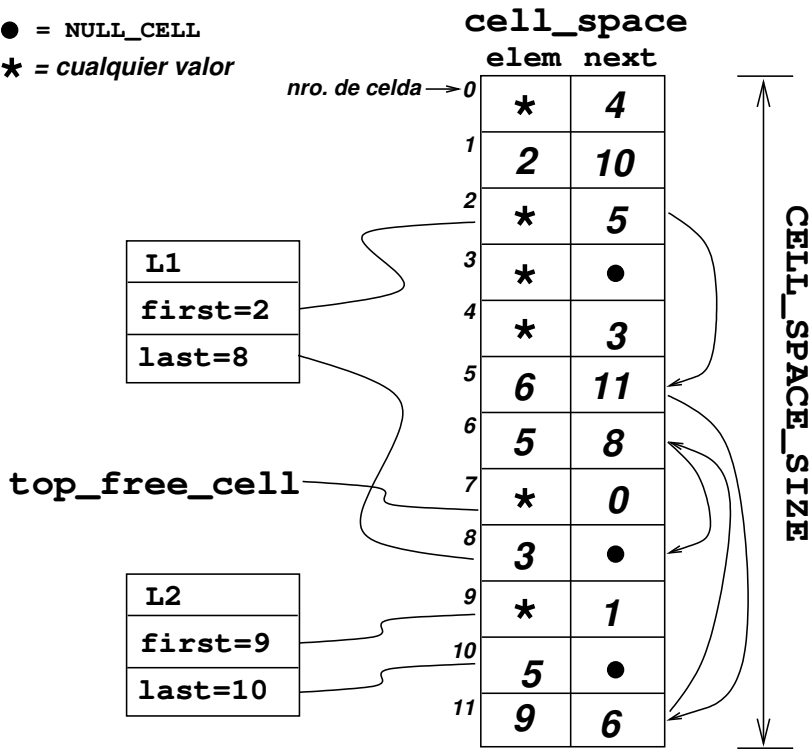 ● = NULL_CELL
* = cualquier valor
cell_space
elem next
nro. de celda
0 * 4
1 2 10
2 * 5
3 * ●
4 * 3
5 6 11
6 5 8
7 * 0
8 3 ●
9 * 1
10 5 ●
11 9 6
L1
first=2
last=8
top_free_cell
L2
first=9
last=10
CELL_SPACE_SIZE